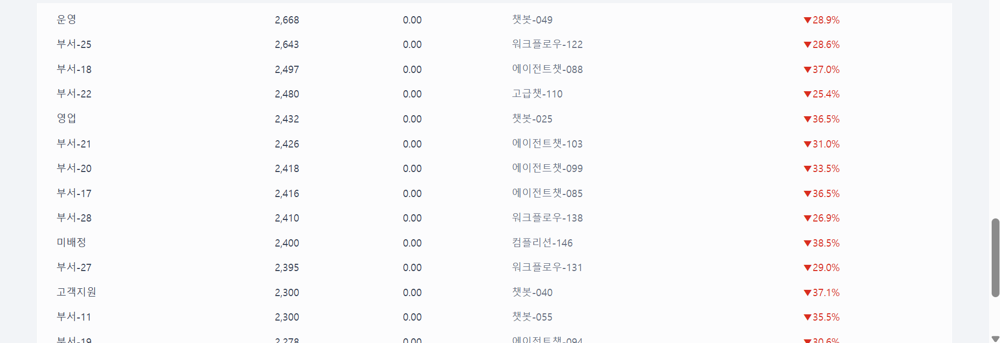 운영 2,668 0.00 챗봇-049 ▼28.9%
부서-25 2,643 0.00 워크플로우-122 ▼28.6%
부서-18 2,497 0.00 에이전트챗-088 ▼37.0%
부서-22 2,480 0.00 고급챗-110 ▼25.4%
영업 2,432 0.00 챗봇-025 ▼36.5%
부서-21 2,426 0.00 에이전트챗-103 ▼31.0%
부서-20 2,418 0.00 에이전트챗-099 ▼33.5%
부서-17 2,416 0.00 에이전트챗-085 ▼36.5%
부서-28 2,410 0.00 워크플로우-138 ▼26.9%
미배정 2,400 0.00 컴플리션-146 ▼38.5%
부서-27 2,395 0.00 워크플로우-131 ▼29.0%
고객지원 2,300 0.00 챗봇-040 ▼37.1%
부서-11 2,300 0.00 챗봇-055 ▼35.5%
부서-19 2,278 0.00 에이전트챗-094 ▼30.6%